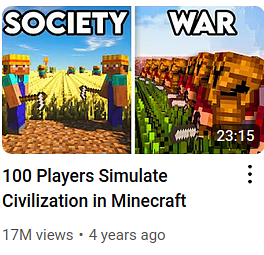 SOCIETY WAR
23:15
100 Players Simulate
Civilization in Minecraft
17M views • 4 years ago